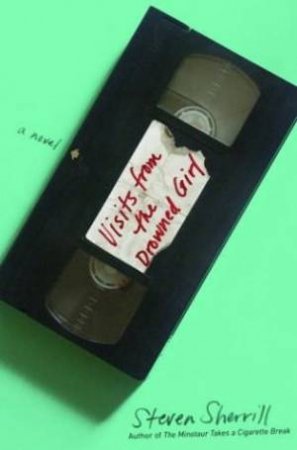 a novel
Visits from
the
Drowned Girl
Steven Sherrill
Author of The Minotaur Takes a Cigarette Break